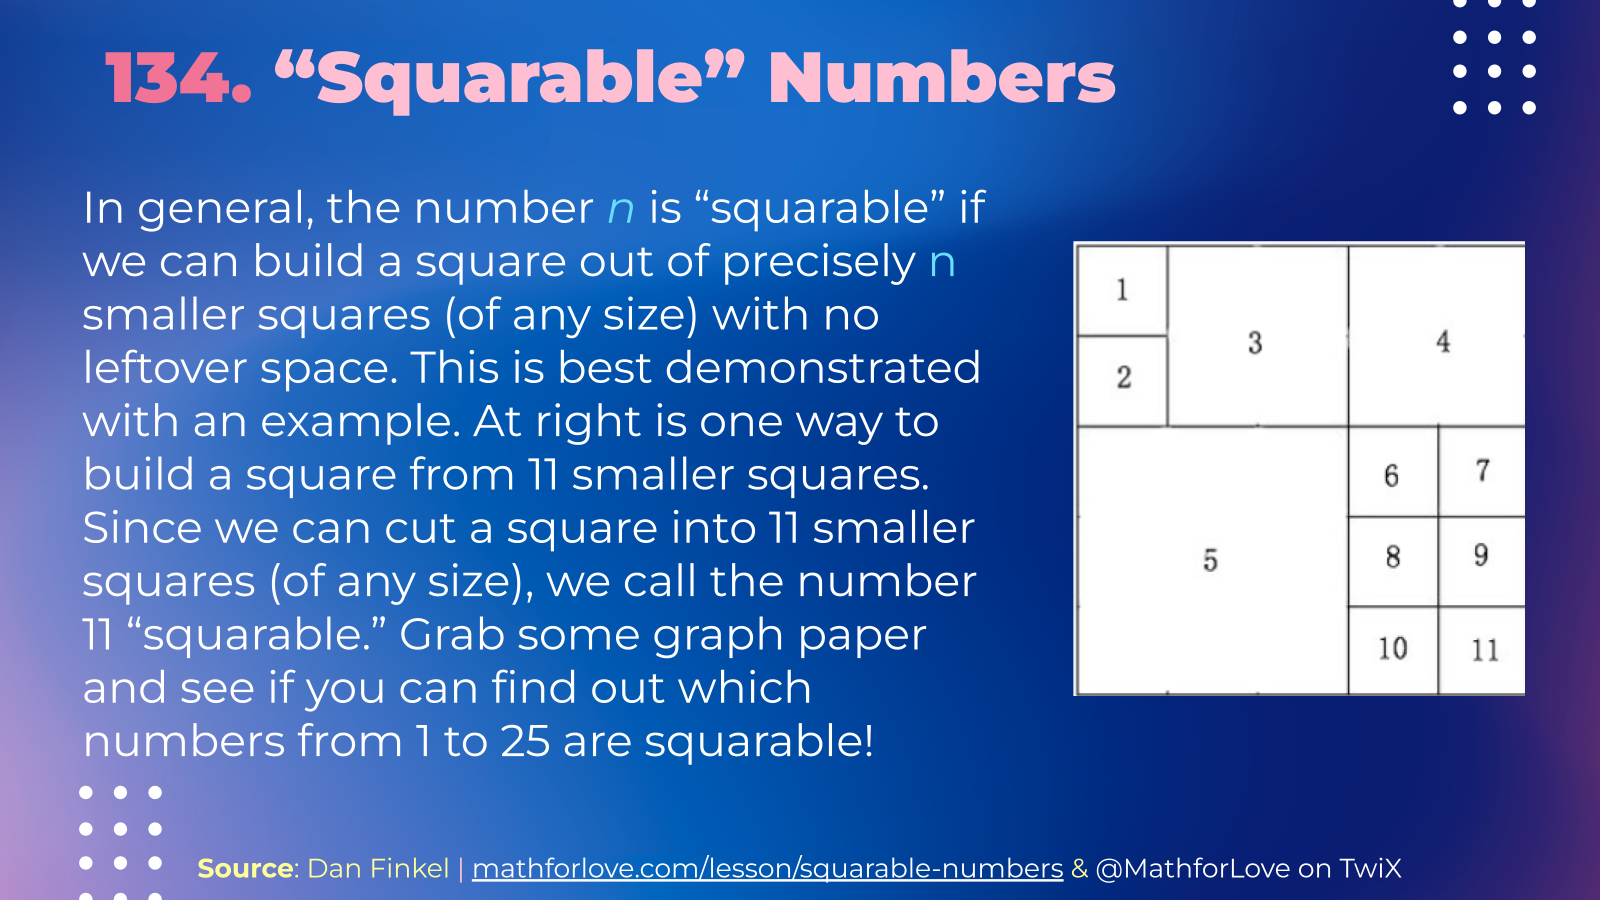 134. “Squarable” Numbers
In general, the number n is “squarable” if
we can build a square out of precisely n
smaller squares (of any size) with no
leftover space. This is best demonstrated
with an example. At right is one way to
build a square from 11 smaller squares.
Since we can cut a square into 11 smaller
squares (of any size), we call the number
11 “squarable.” Grab some graph paper
and see if you can find out which
numbers from 1 to 25 are squarable!
1
3
4
2
6
7
5
8
9
10
11
Source: Dan Finkel | mathforlove.com/lesson/squarable-numbers & @MathforLove on TwiX